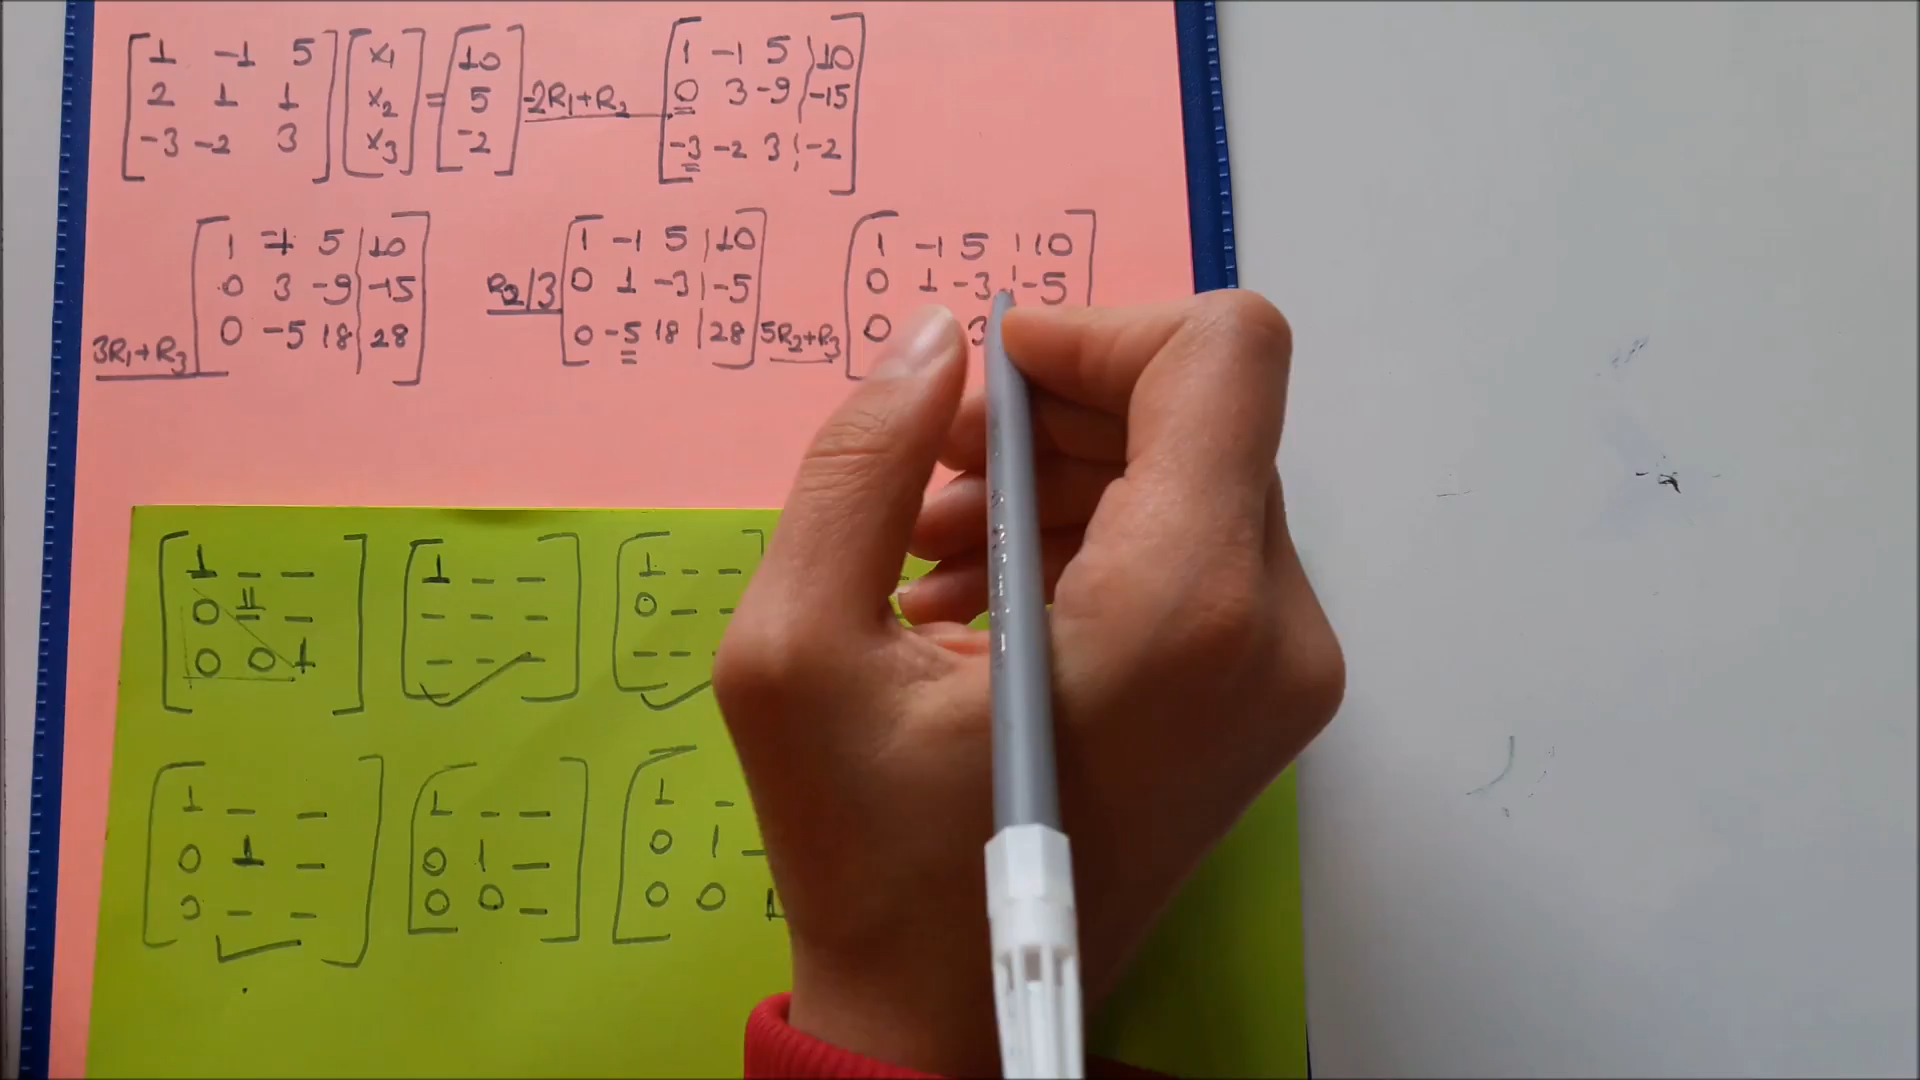 1 -1 5 x1 10 1 -1 5 | 10
2 1 1 x2 = 5 -2R1+R2 0 3 -9 | -15
-3 -2 3 x3 -2 -3 -2 3 | -2
1 -1 5 | 10 1 -1 5 | 10 1 -1 5 | 10
0 3 -9 | -15 R2/3 0 1 -3 | -5 0 1 -3 | -5
3R1+R3 0 -5 18 | 28 0 -5 18 | 28 5R2+R3 0 3
1 _ _ 1 _ _ 1 _ _
0 1 _ _ _ _ 0 _ _
0 0 1 _ _ _ _ _ _
1 _ _ 1 _ _ 1 _
0 1 _ 0 1 _ 0 1 _
0 _ _ 0 0 _ 0 0 1